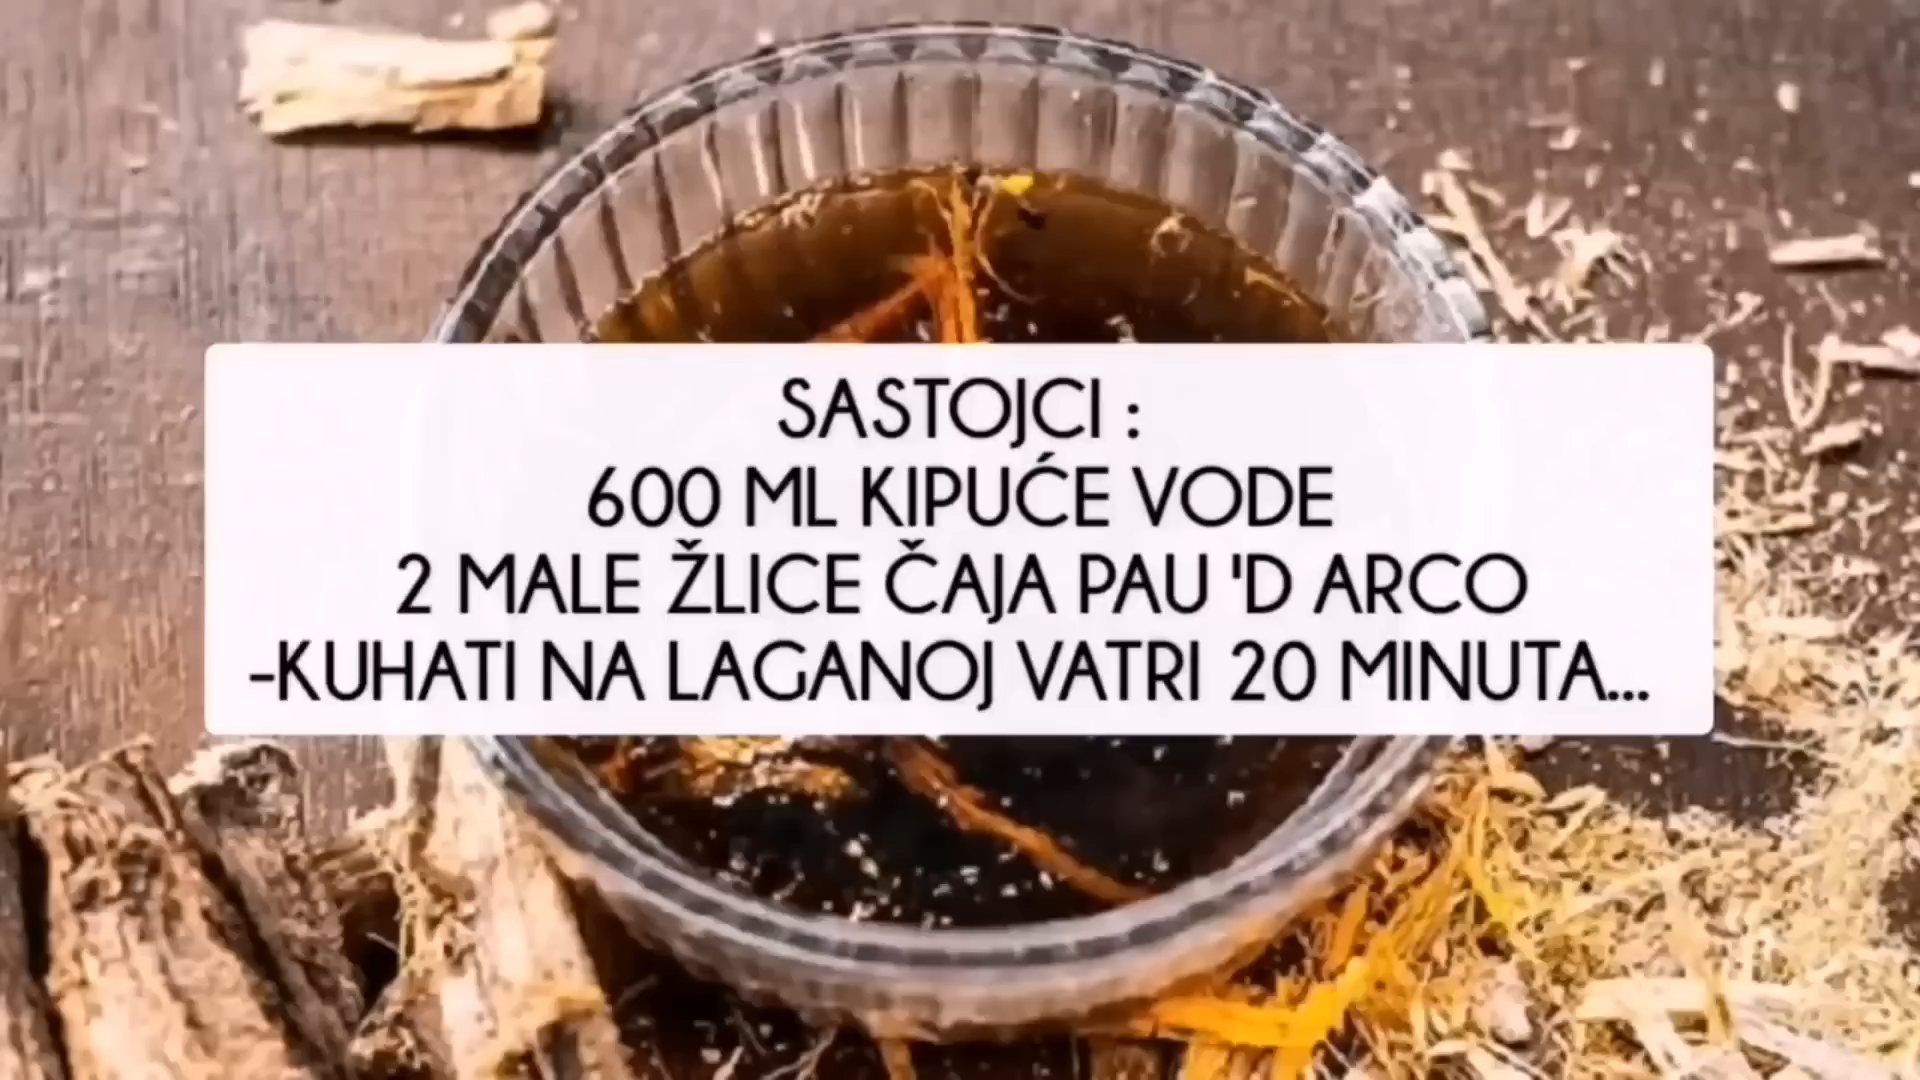 SASTOJCI :
600 ML KIPUĆE VODE
2 MALE ŽLICE ČAJA PAU 'D ARCO
-KUHATI NA LAGANOJ VATRI 20 MINUTA...